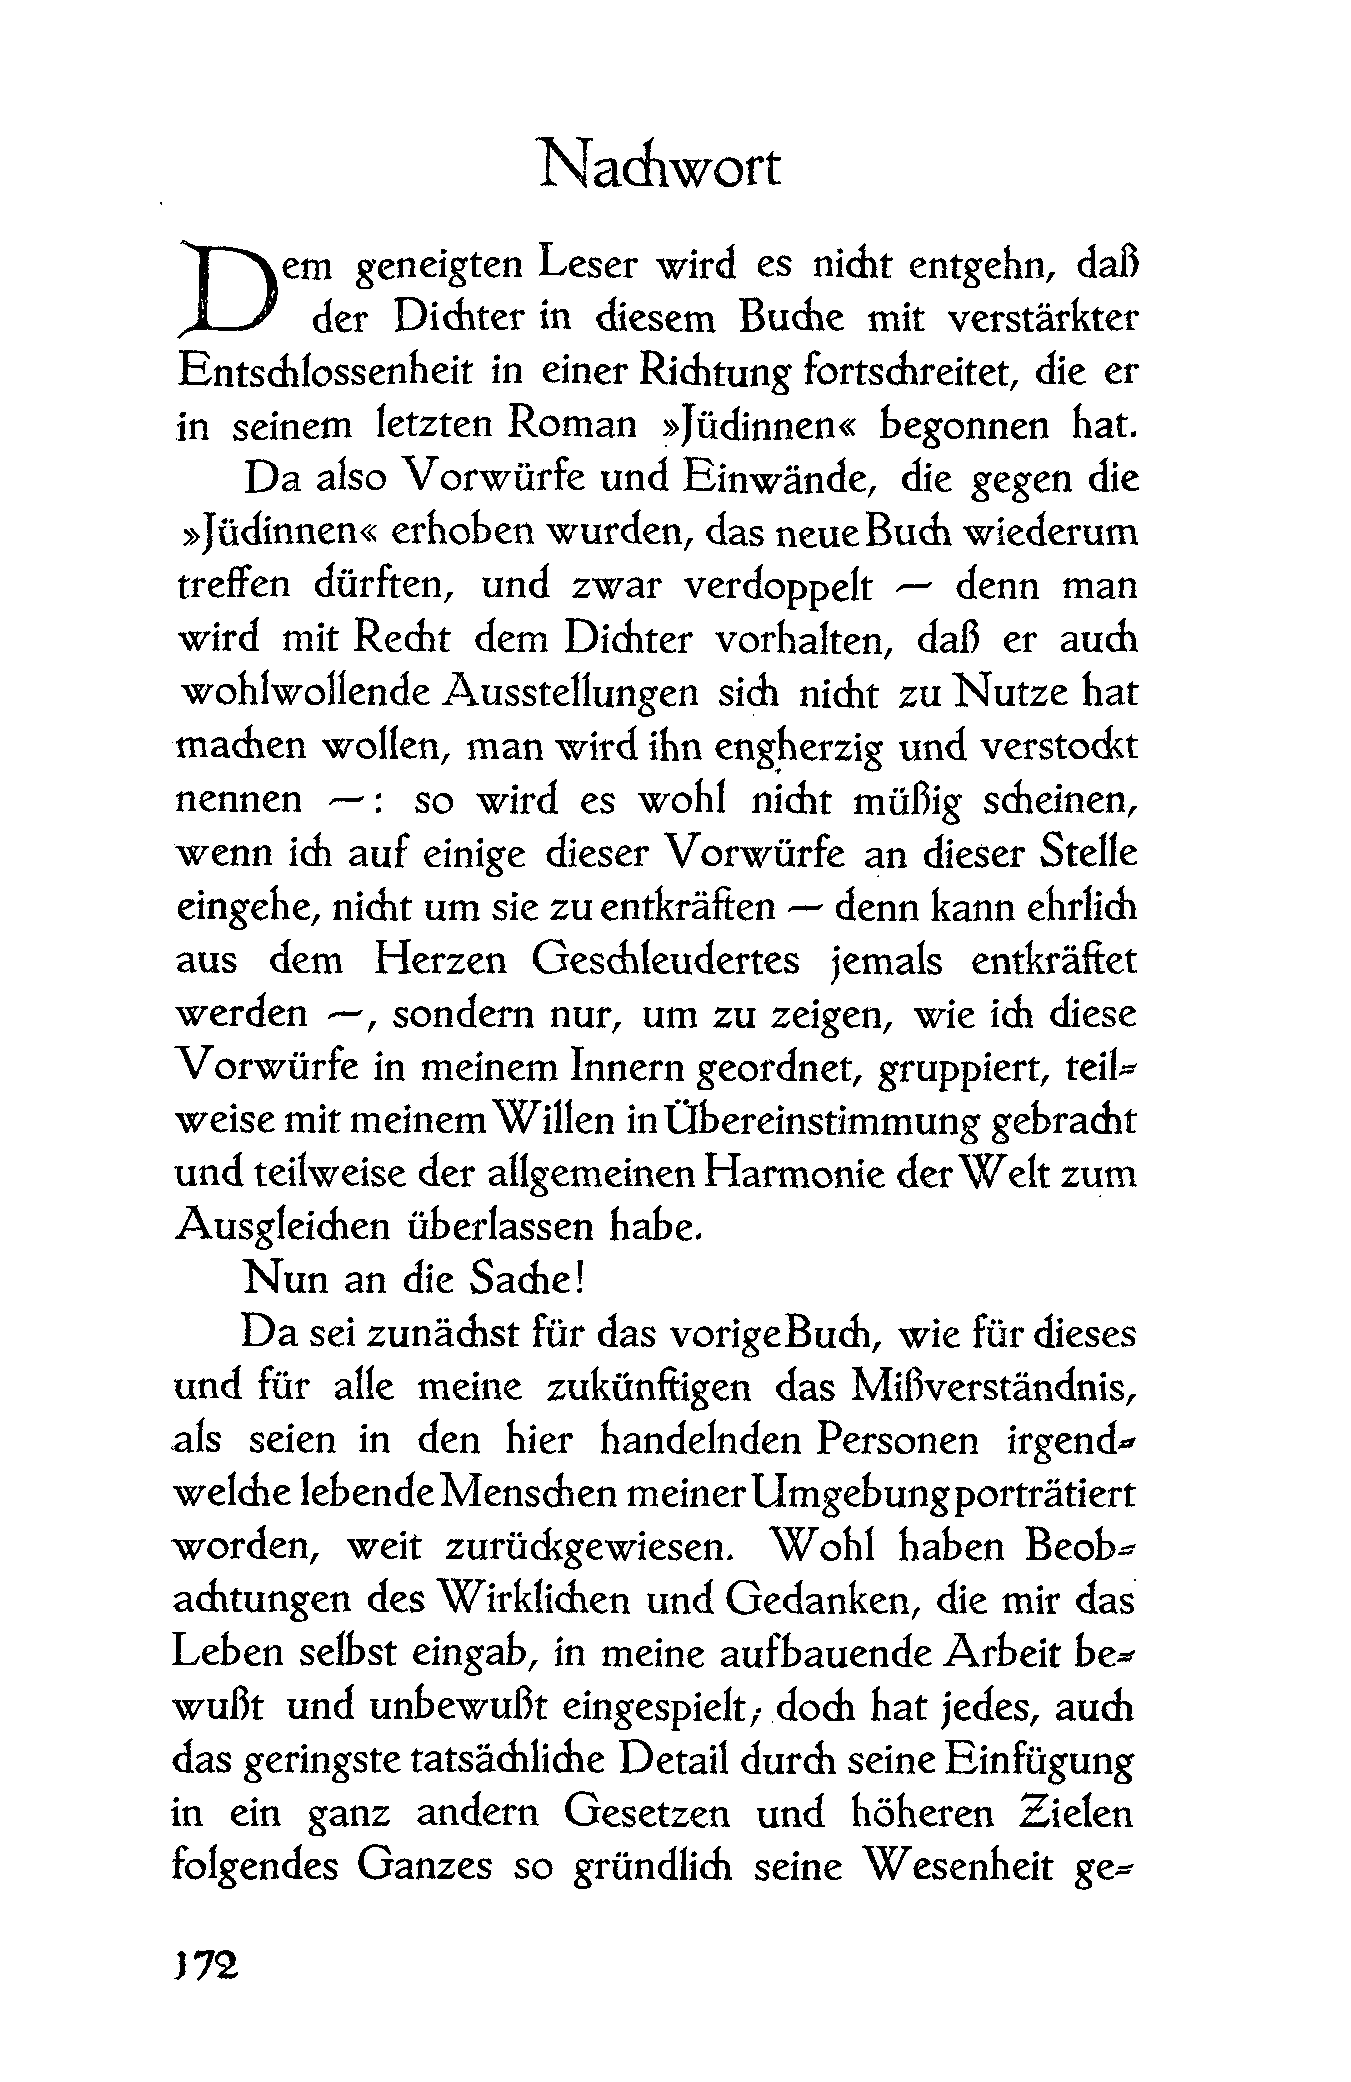 Nachwort
Dem geneigten Leser wird es nicht entgehn, daß
der Dichter in diesem Buche mit verstärkter
Entschlossenheit in einer Richtung fortschreitet, die er
in seinem letzten Roman »Jüdinnen« begonnen hat.
Da also Vorwürfe und Einwände, die gegen die
»Jüdinnen« erhoben wurden, das neue Buch wiederum
treffen dürften, und zwar verdoppelt — denn man
wird mit Recht dem Dichter vorhalten, daß er auch
wohlwollende Ausstellungen sich nicht zu Nutze hat
machen wollen, man wird ihn engherzig und verstockt
nennen —: so wird es wohl nicht müßig scheinen,
wenn ich auf einige dieser Vorwürfe an dieser Stelle
eingehe, nicht um sie zu entkräften — denn kann ehrlich
aus dem Herzen Geschleudertes jemals entkräftet
werden —, sondern nur, um zu zeigen, wie ich diese
Vorwürfe in meinem Innern geordnet, gruppiert, teil-
weise mit meinem Willen in Übereinstimmung gebracht
und teilweise der allgemeinen Harmonie der Welt zum
Ausgleichen überlassen habe.
Nun an die Sache!
Da sei zunächst für das vorige Buch, wie für dieses
und für alle meine zukünftigen das Mißverständnis,
als seien in den hier handelnden Personen irgend-
welche lebende Menschen meiner Umgebung porträtiert
worden, weit zurückgewiesen. Wohl haben Beob-
achtungen des Wirklichen und Gedanken, die mir das
Leben selbst eingab, in meine aufbauende Arbeit be-
wußt und unbewußt eingespielt; doch hat jedes, auch
das geringste tatsächliche Detail durch seine Einfügung
in ein ganz andern Gesetzen und höheren Zielen
folgendes Ganzes so gründlich seine Wesenheit ge-
172